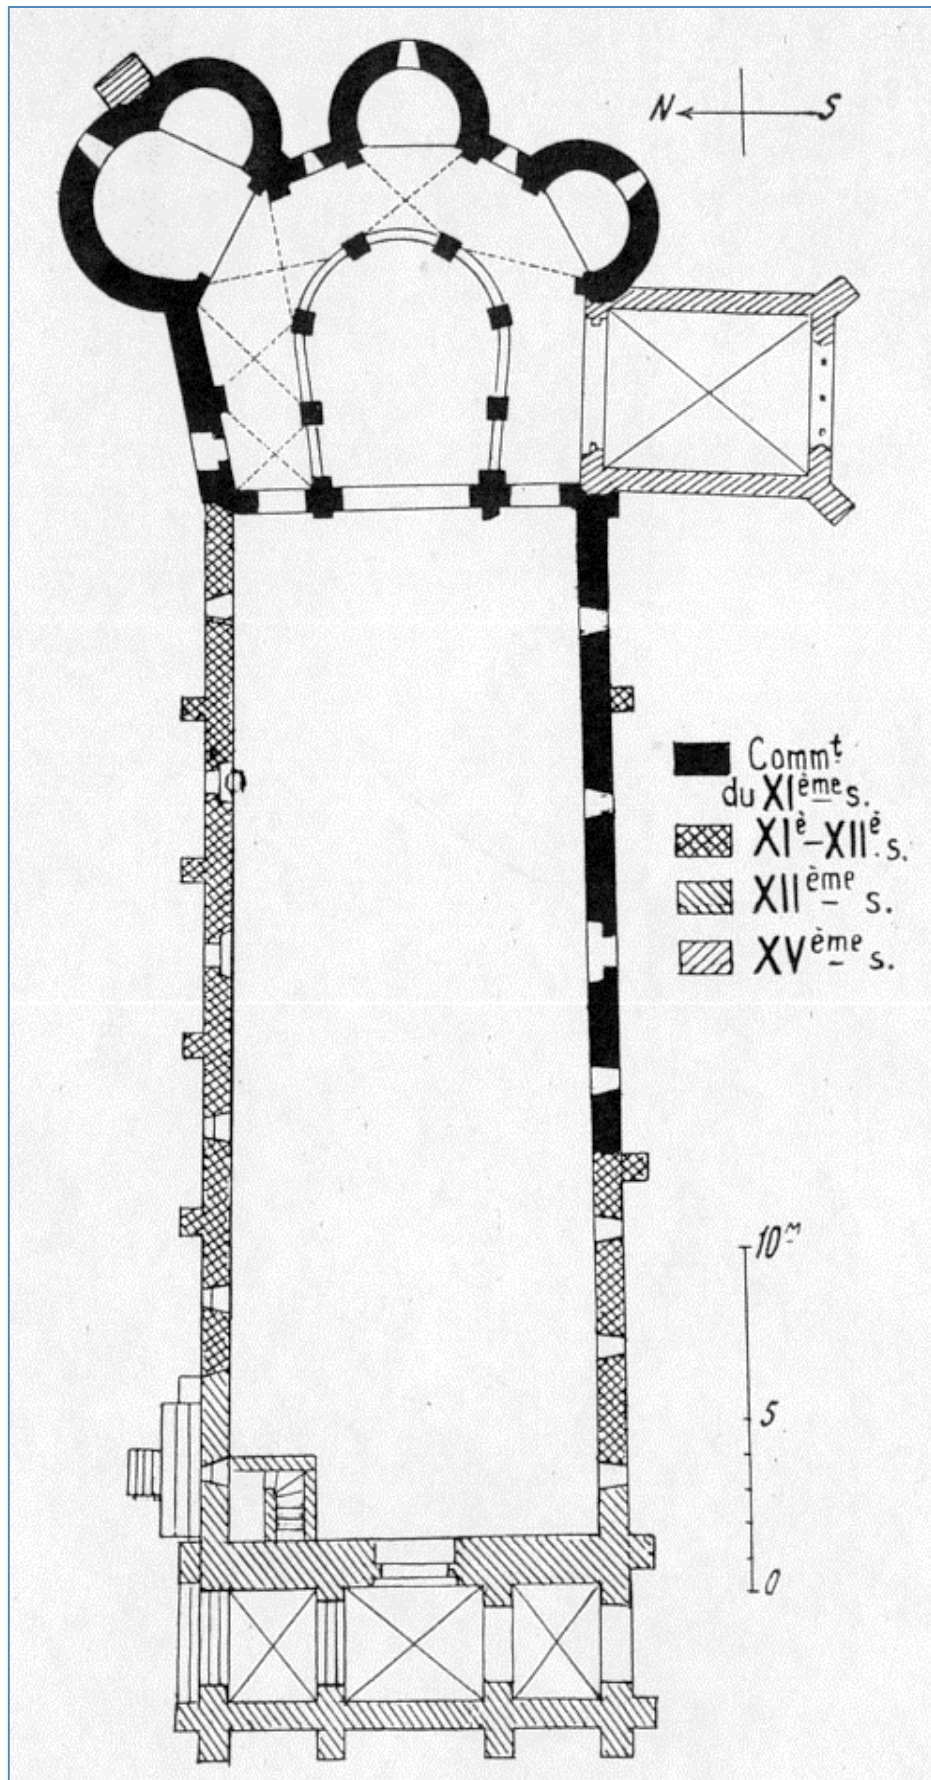 N S
Commᵗ
du XIᵉ̀ᵐᵉ s.
XIᵉ̀–XIIᵉ̀ s.
XIIᵉ̀ᵐᵉ s.
XVᵉ̀ᵐᵉ s.
10ᴹ
5
0